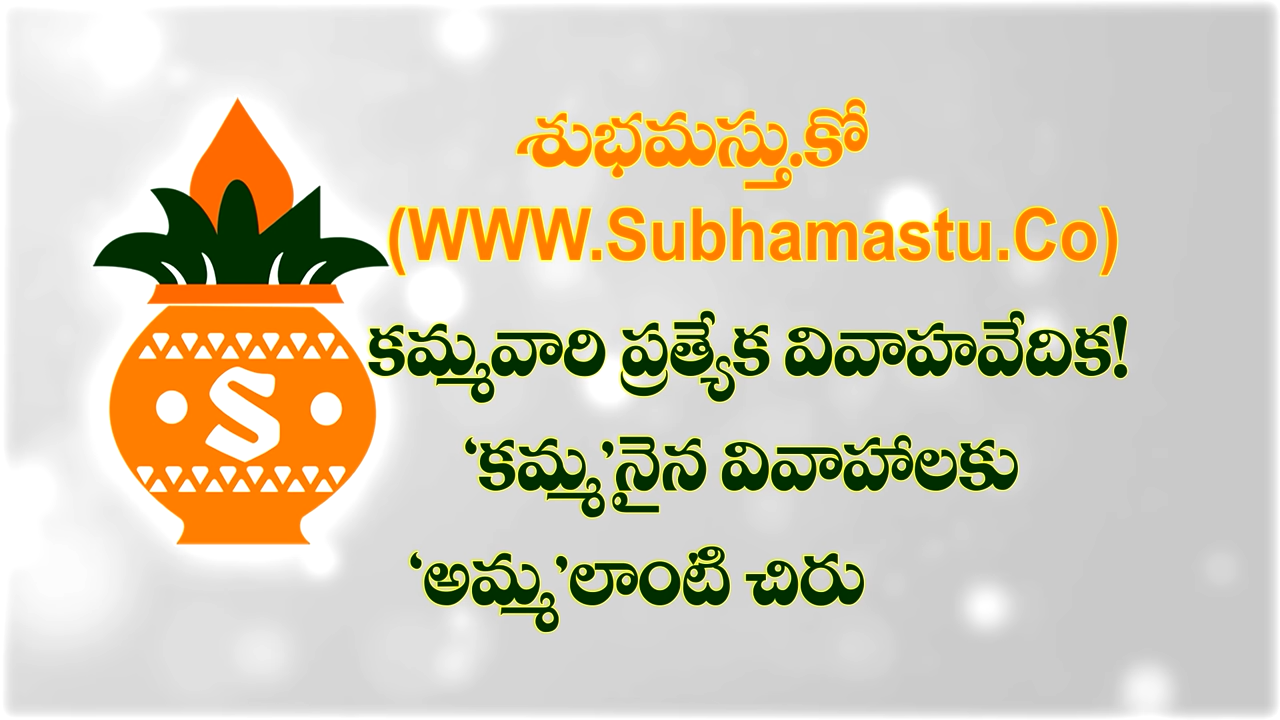 శుభమస్తు.కో
(WWW.Subhamastu.Co)
కమ్మవారి ప్రత్యేక వివాహవేదిక!
‘కమ్మ’నైన వివాహాలకు
‘అమ్మ’లాంటి చిరు
S